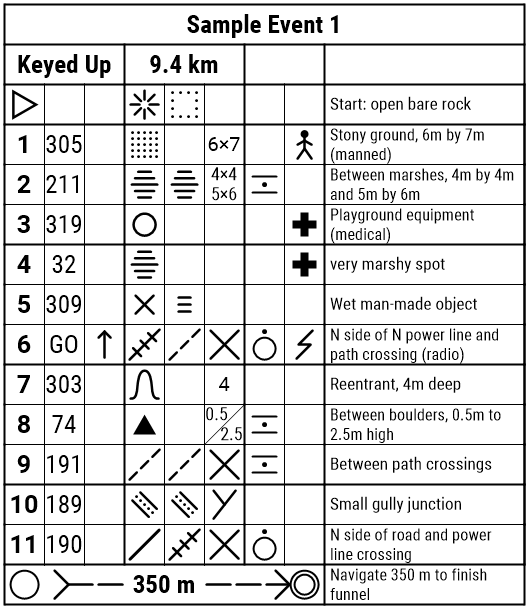 Sample Event 1
Keyed Up 9.4 km
Start: open bare rock
1 305 6×7 Stony ground, 6m by 7m
(manned)
2 211 4×4
5×6 Between marshes, 4m by 4m
and 5m by 6m
3 319 Playground equipment
(medical)
4 32 very marshy spot
5 309 Wet man-made object
6 GO N side of N power line and
path crossing (radio)
7 303 4 Reentrant, 4m deep
8 74 0.5/2.5 Between boulders, 0.5m to
2.5m high
9 191 Between path crossings
10 189 Small gully junction
11 190 N side of road and power
line crossing
350 m Navigate 350 m to finish
funnel